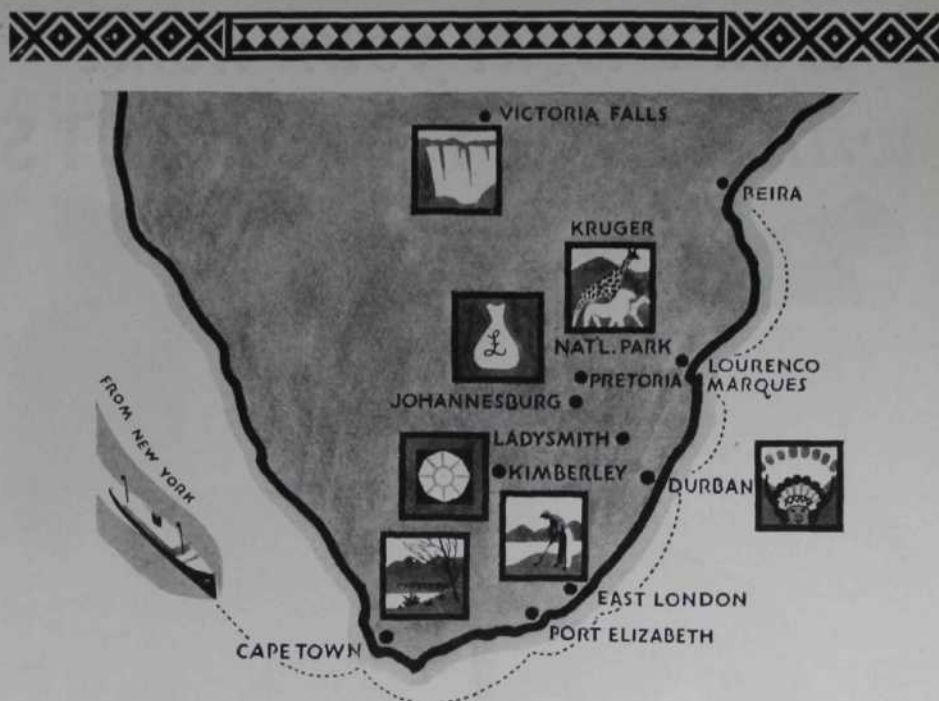 VICTORIA FALLS
BEIRA
KRUGER
NAT'L. PARK
£
LOURENCO
MARQUES
PRETORIA
JOHANNESBURG
FROM NEW YORK
LADYSMITH
KIMBERLEY
DURBAN
EAST LONDON
PORT ELIZABETH
CAPE TOWN